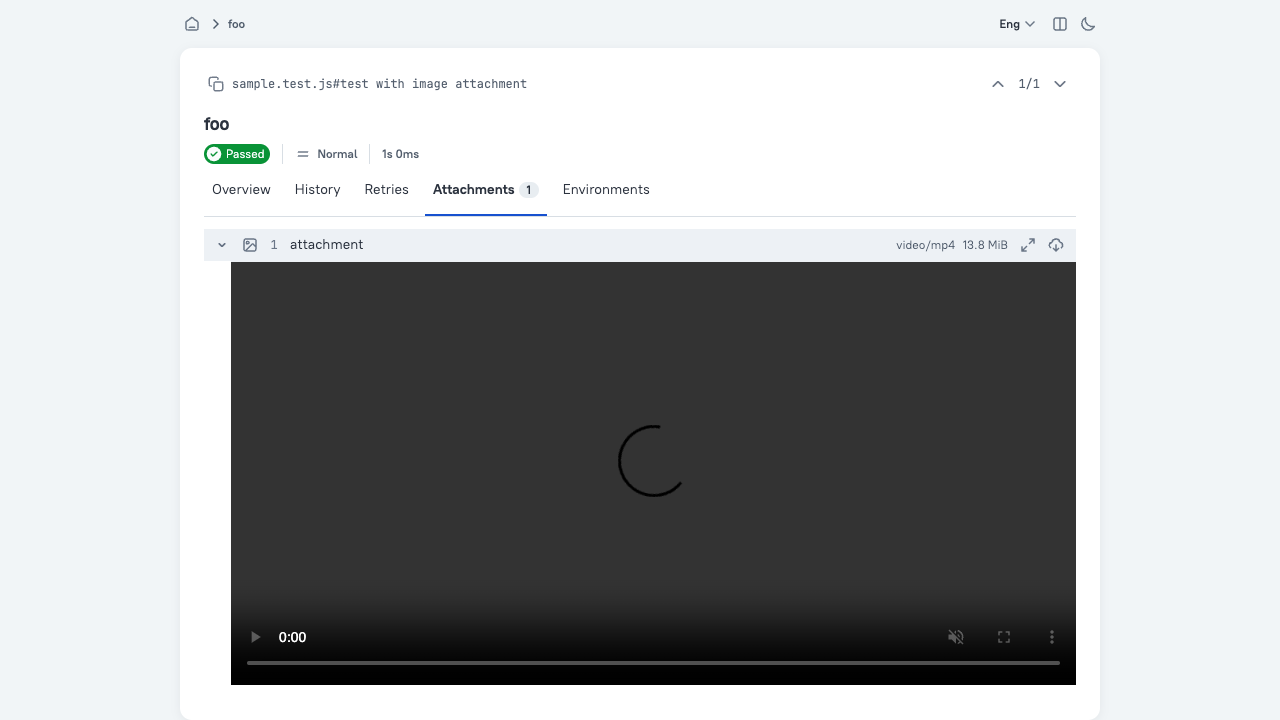 foo
Eng
sample.test.js#test with image attachment
1/1
foo
Passed
Normal
1s 0ms
Overview
History
Retries
Attachments 1
Environments
1 attachment
video/mp4 13.8 MiB
0:00